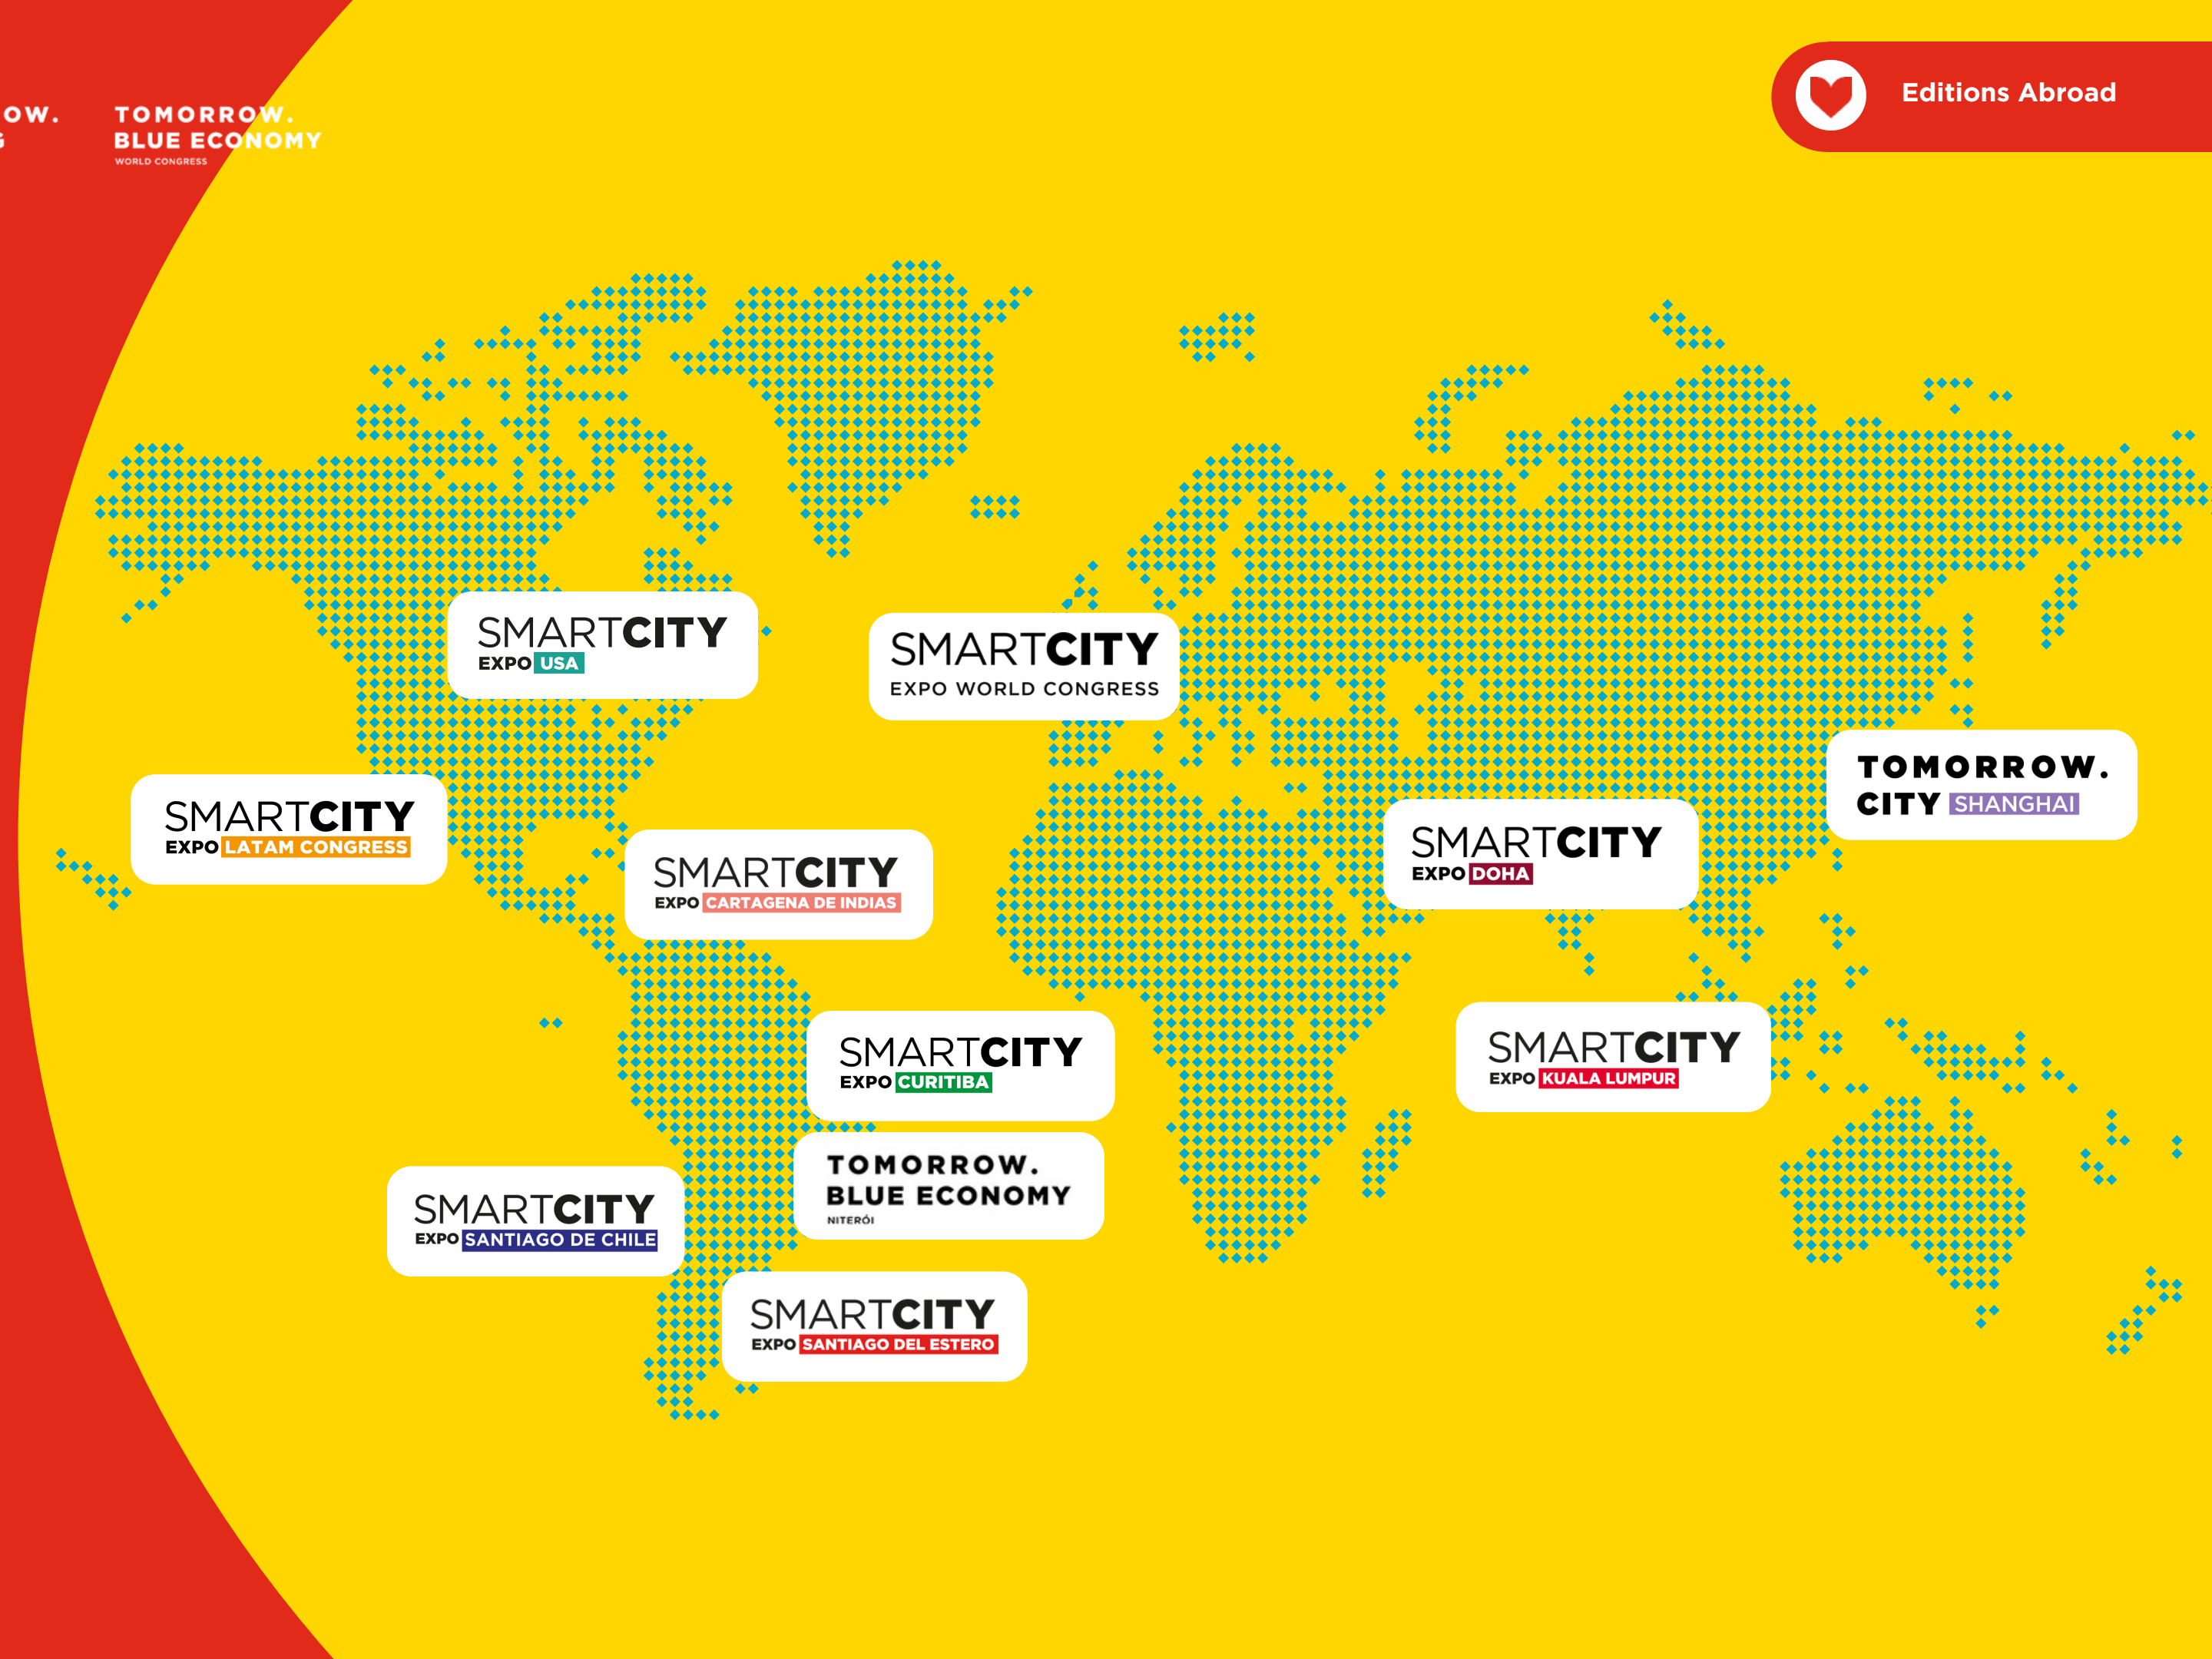 OW.
TOMORROW.
BLUE ECONOMY
WORLD CONGRESS
Editions Abroad
SMARTCITY
EXPO USA
SMARTCITY
EXPO WORLD CONGRESS
TOMORROW.
CITY SHANGHAI
SMARTCITY
EXPO LATAM CONGRESS
SMARTCITY
EXPO DOHA
SMARTCITY
EXPO CARTAGENA DE INDIAS
SMARTCITY
EXPO CURITIBA
SMARTCITY
EXPO KUALA LUMPUR
TOMORROW.
BLUE ECONOMY
NITERÓI
SMARTCITY
EXPO SANTIAGO DE CHILE
SMARTCITY
EXPO SANTIAGO DEL ESTERO